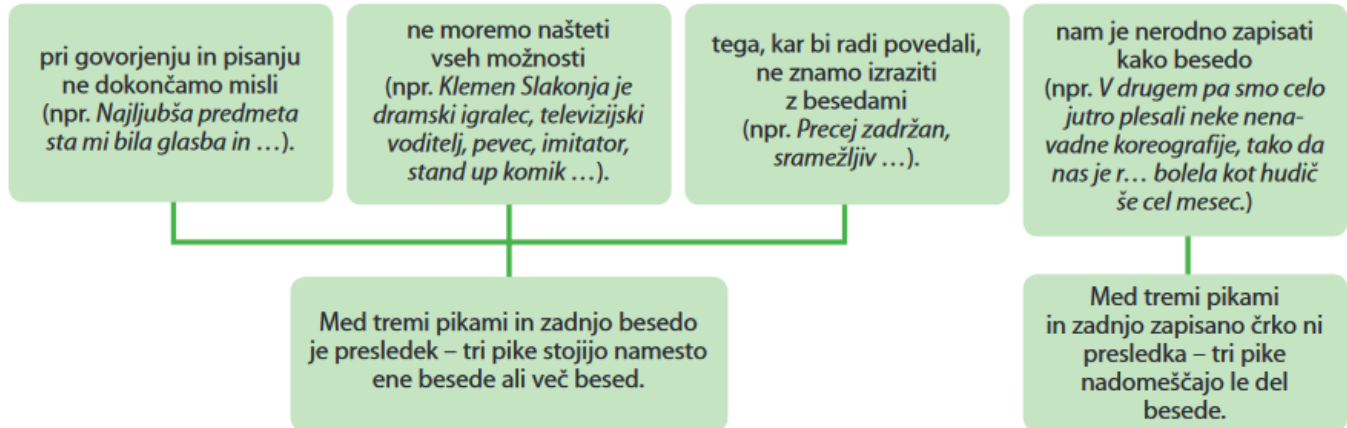 pri govorjenju in pisanju
ne dokončamo misli
(npr. Najljubša predmeta
sta mi bila glasba in …).
ne moremo našteti
vseh možnosti
(npr. Klemen Slakonja je
dramski igralec, televizijski
voditelj, pevec, imitator,
stand up komik …).
tega, kar bi radi povedali,
ne znamo izraziti
z besedami
(npr. Precej zadržan,
sramežljiv …).
nam je nerodno zapisati
kako besedo
(npr. V drugem pa smo celo
jutro plesali neke nena-
vadne koreografije, tako da
nas je r… bolela kot hudič
še cel mesec.)
Med tremi pikami in zadnjo besedo
je presledek – tri pike stojijo namesto
ene besede ali več besed.
Med tremi pikami
in zadnjo zapisano črko ni
presledka – tri pike
nadomeščajo le del
besede.